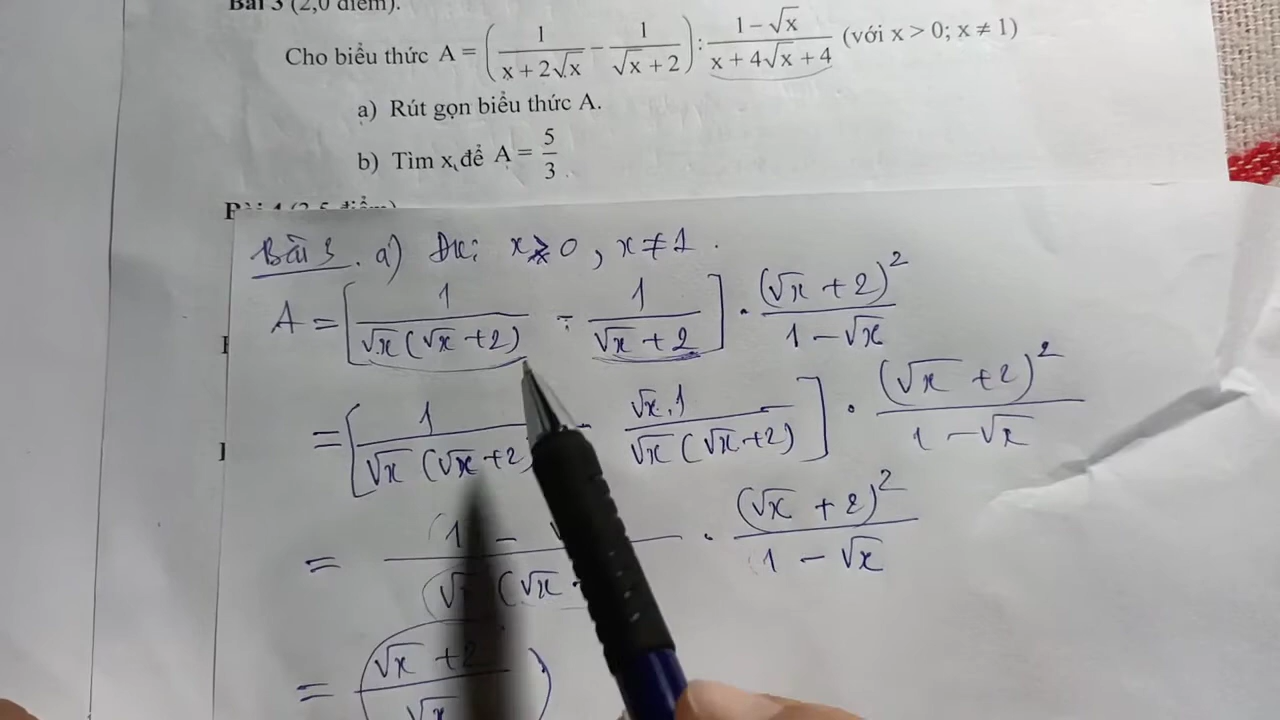 Bài 3 (2,0 điểm).
Cho biểu thức A = (1/(x + 2√x) − 1/(√x + 2)) : (1 − √x)/(x + 4√x + 4) (với x > 0; x ≠ 1)
a) Rút gọn biểu thức A.
b) Tìm x để A = 5/3
Bài 3. a) Đk: x > 0, x ≠ 1.
A = [1/(√x(√x + 2)) − 1/(√x + 2)] · (√x + 2)²/(1 − √x)
= [1/(√x(√x + 2)) − √x.1/(√x(√x + 2))] · (√x + 2)²/(1 − √x)
= (1 − √)/(√x(√x +)) · (√x + 2)²/(1 − √x)
= (√x + 2)/√x